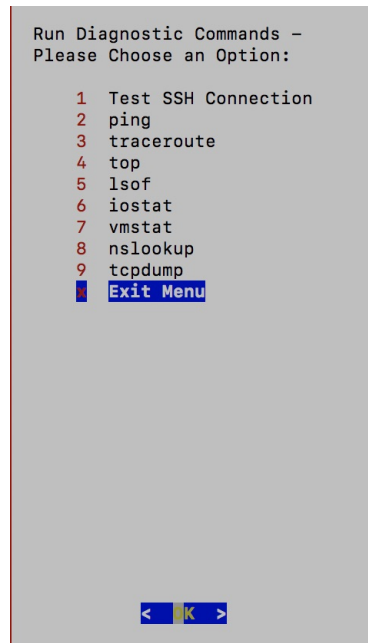 Run Diagnostic Commands –
Please Choose an Option:
1 Test SSH Connection
2 ping
3 traceroute
4 top
5 lsof
6 iostat
7 vmstat
8 nslookup
9 tcpdump
x Exit Menu
< OK >